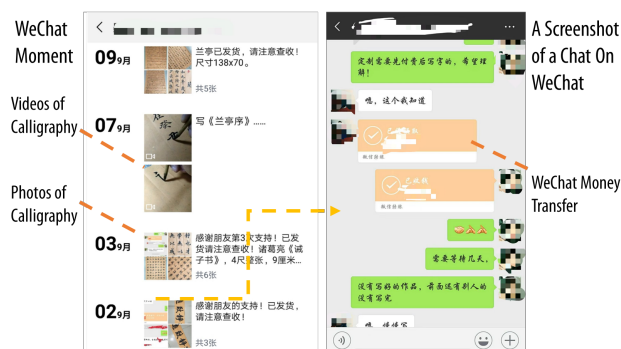 WeChat
Moment
Videos of
Calligraphy
Photos of
Calligraphy
09 9月
兰亭已发货，请注意查收！
尺寸138x70。
共5张
07 9月
写《兰亭序》……
03 9月
感谢朋友第3次支持！已发
货请注意查收！诸葛亮《诫
子书》，4尺整张，9厘米...
共6张
02 9月
感谢朋友的支持！已发货，
请注意查收！
共3张
定制需要先付费后写字的，希望理
解！
嗯，这个我知道
微信转账
已收钱
微信转账
需要等待几天。
没有写好的作品，前面还有别人的
没有写完
A Screenshot
of a Chat On
WeChat
WeChat Money
Transfer